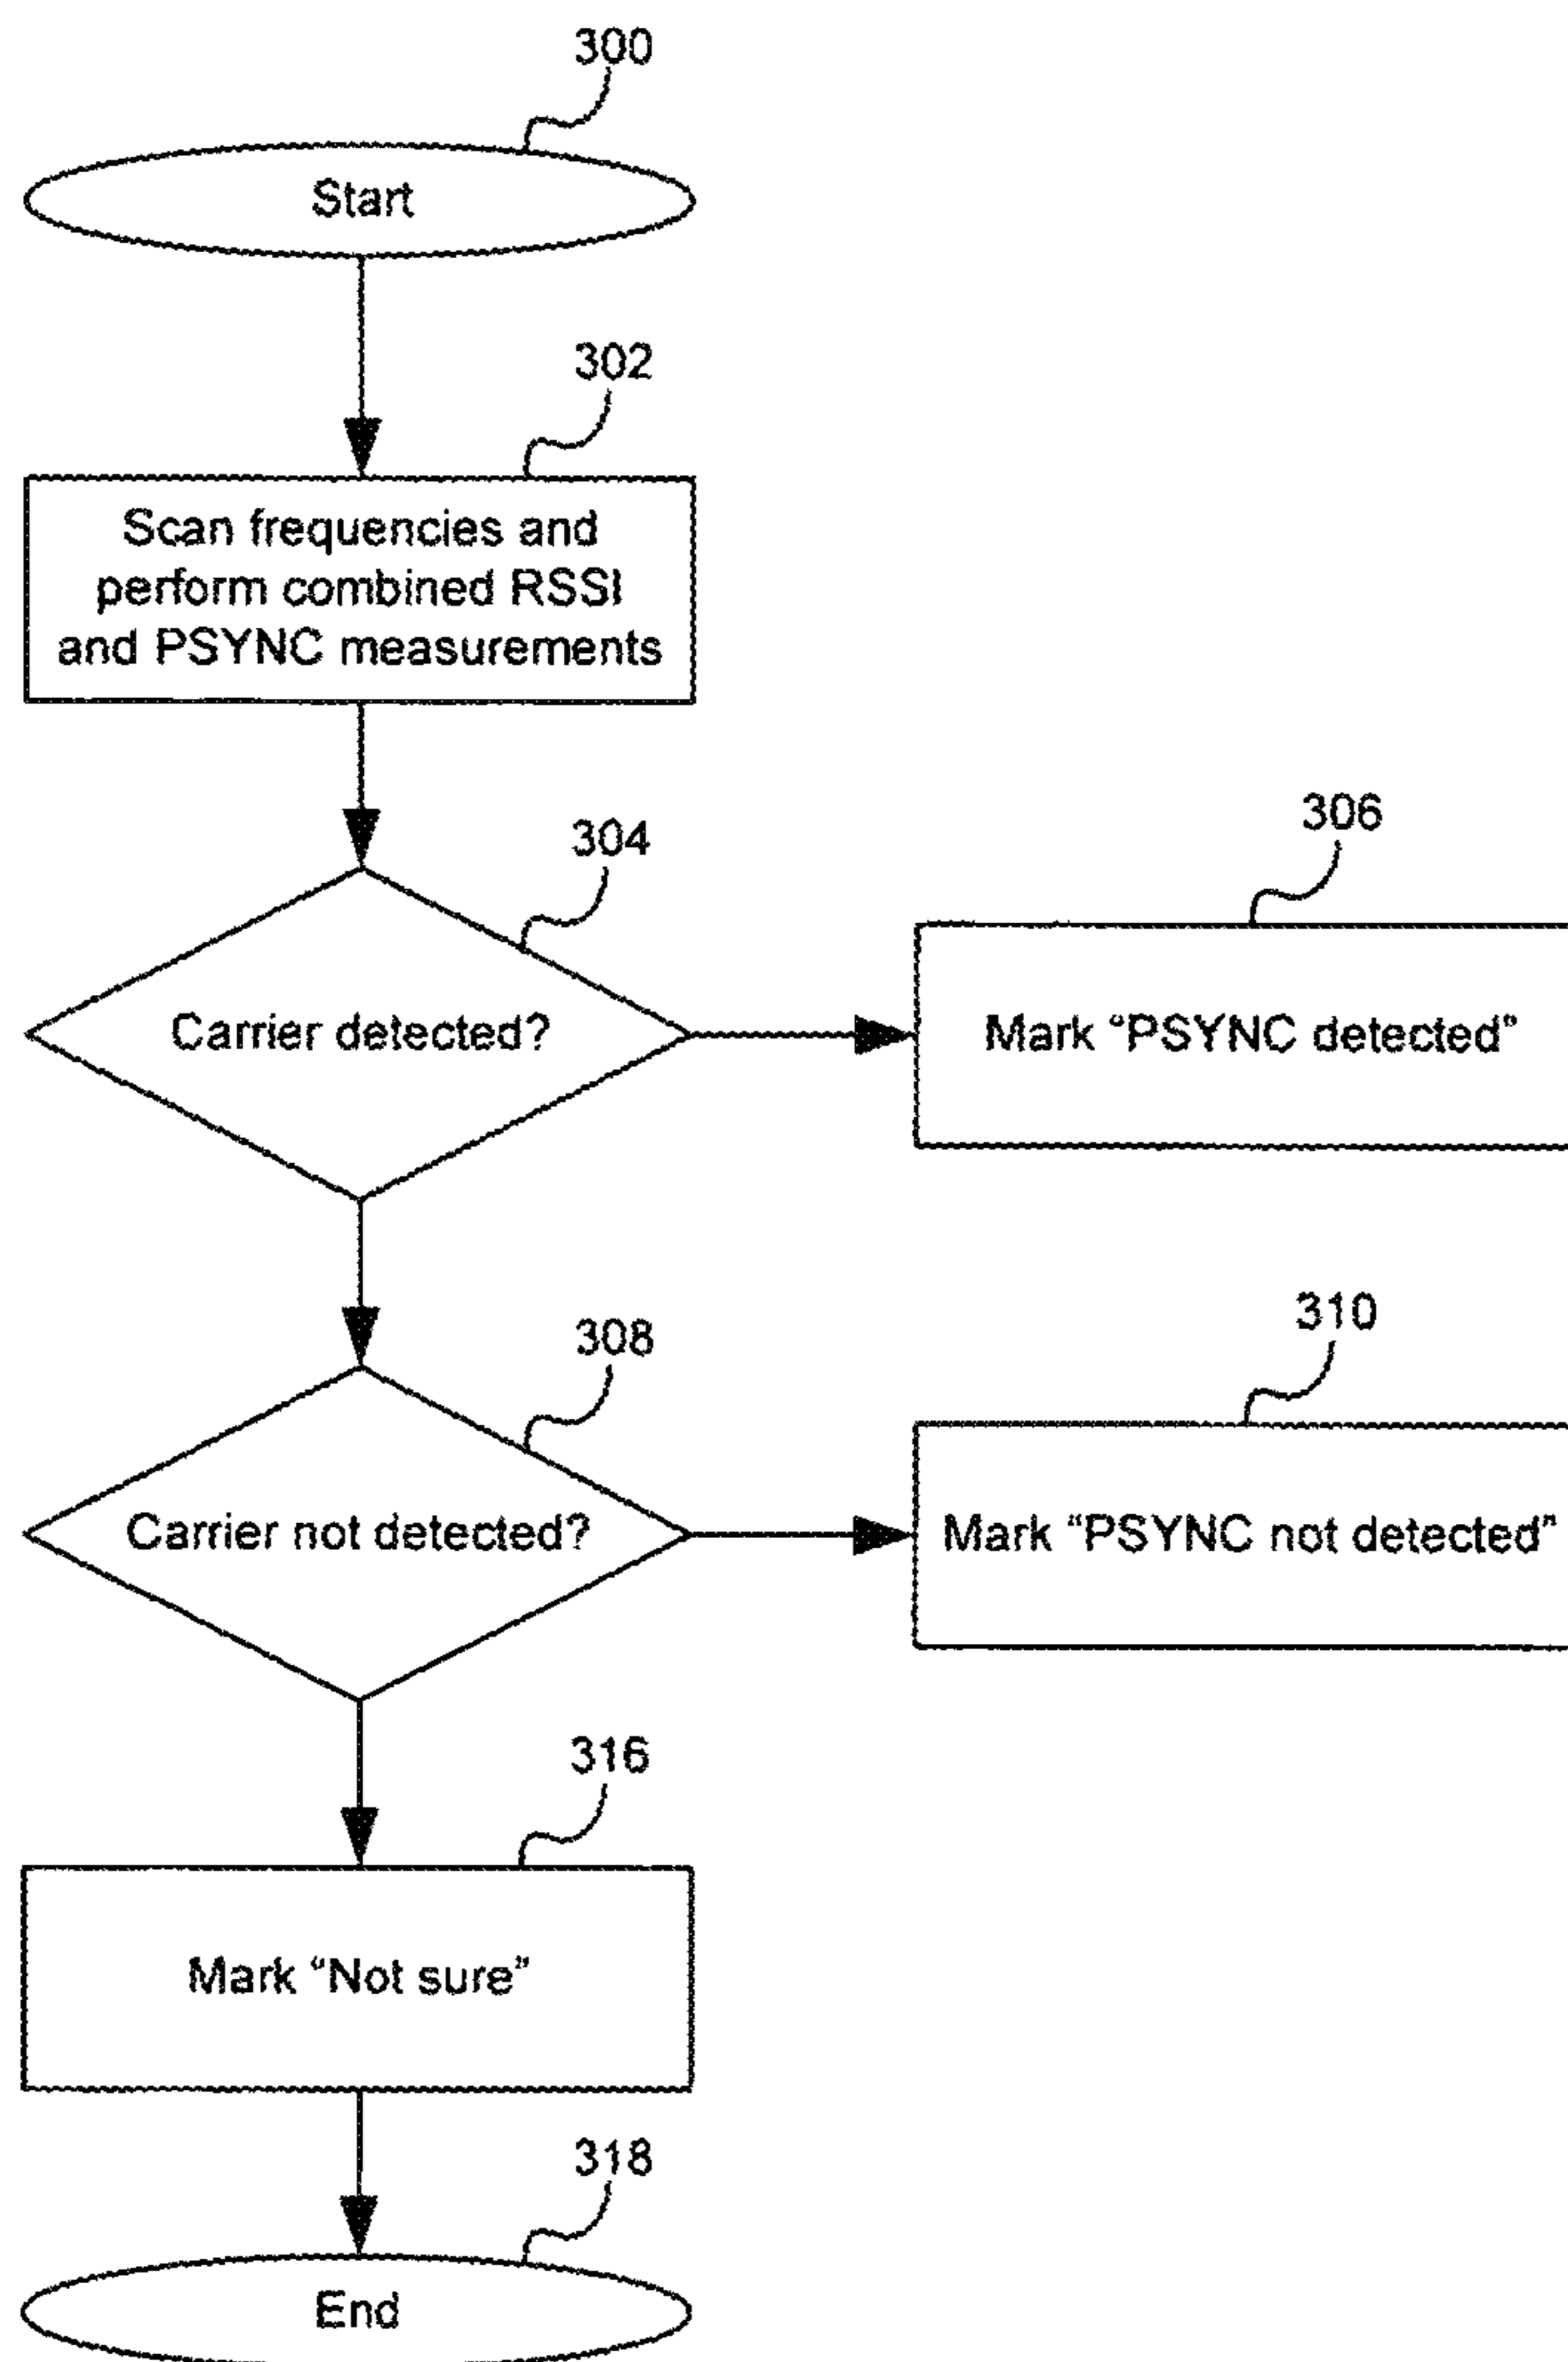 300
Start
302
Scan frequencies and
perform combined RSSI
and PSYNC measurements
304
Carrier detected?
306
Mark “PSYNC detected”
308
Carrier not detected?
310
Mark “PSYNC not detected”
316
Mark “Not sure”
318
End